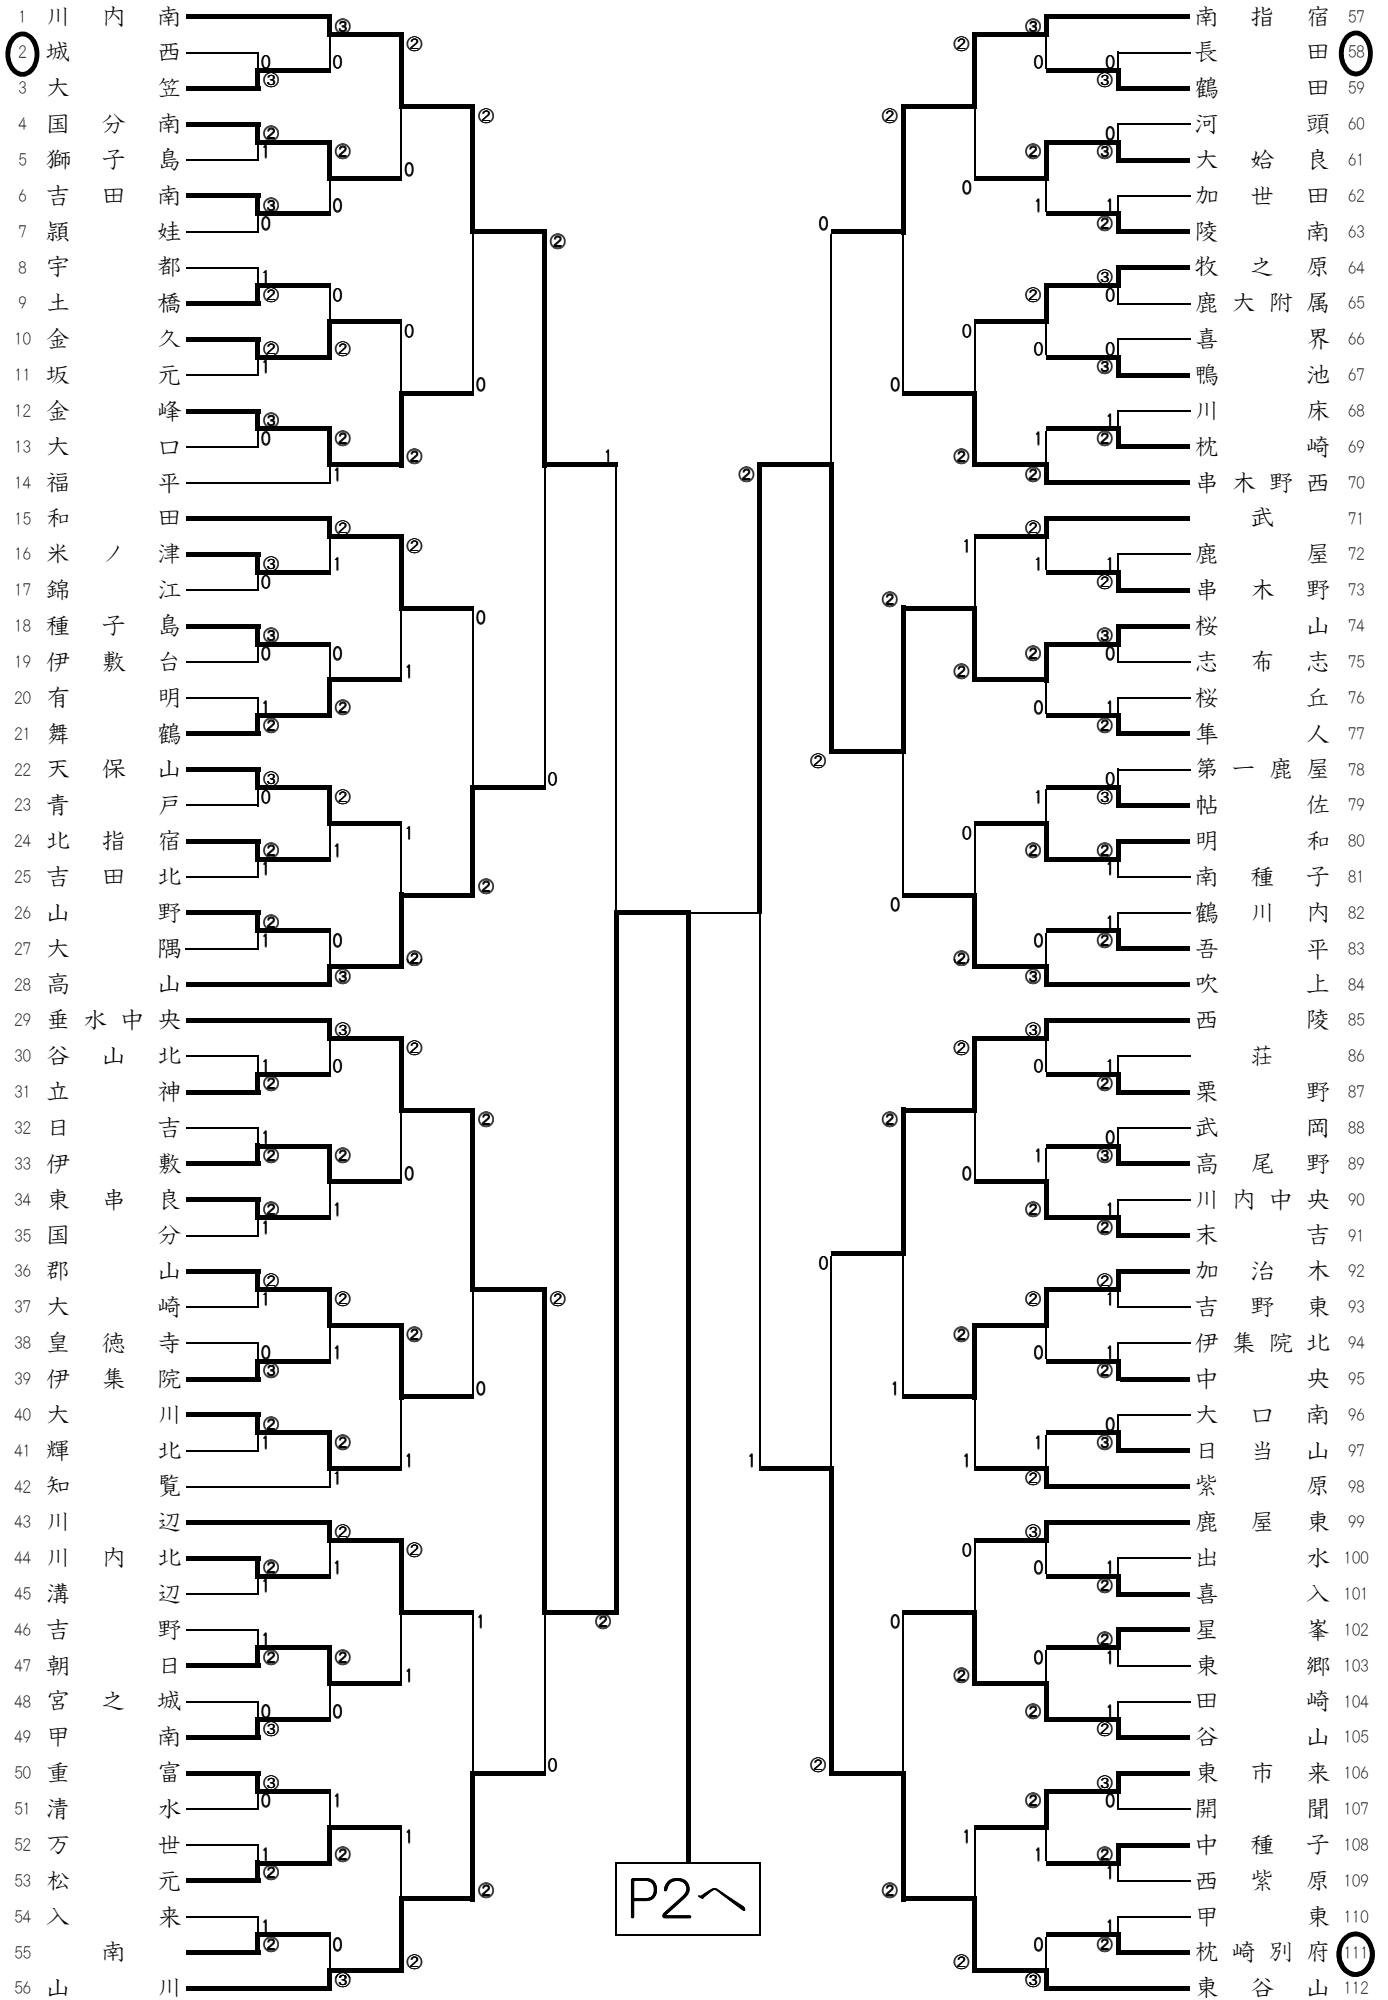 1 川内南
2 城西
3 大笠
4 国分南
5 獅子島
6 吉田南
7 頴娃
8 宇都
9 土橋
10 金久
11 坂元
12 金峰
13 大口
14 福平
15 和田
16 米ノ津
17 錦江
18 種子島
19 伊敷台
20 有明
21 舞鶴
22 天保山
23 青戸
24 北指宿
25 吉田北
26 山野
27 大隅
28 高山
29 垂水中央
30 谷山北
31 立神
32 日吉
33 伊敷
34 東串良
35 国分
36 郡山
37 大崎
38 皇徳寺
39 伊集院
40 大川
41 輝北
42 知覧
43 川辺
44 川内北
45 溝辺
46 吉野
47 朝日
48 宮之城
49 甲南
50 重富
51 清水
52 万世
53 松元
54 入来
55 南
56 山川
P2へ
南指宿 57
長田 58
鶴田 59
河頭 60
大姶良 61
加世田 62
陵南 63
牧之原 64
鹿大附属 65
喜界 66
鴨池 67
川床 68
枕崎 69
串木野西 70
武 71
鹿屋 72
串木野 73
桜山 74
志布志 75
桜丘 76
隼人 77
第一鹿屋 78
帖佐 79
明和 80
南種子 81
鶴川内 82
吾平 83
吹上 84
西陵 85
荘 86
栗野 87
武岡 88
高尾野 89
川内中央 90
末吉 91
加治木 92
吉野東 93
伊集院北 94
中央 95
大口南 96
日当山 97
紫原 98
鹿屋東 99
出水 100
喜入 101
星峯 102
東郷 103
田崎 104
谷山 105
東市来 106
開聞 107
中種子 108
西紫原 109
甲東 110
枕崎別府 111
東谷山 112